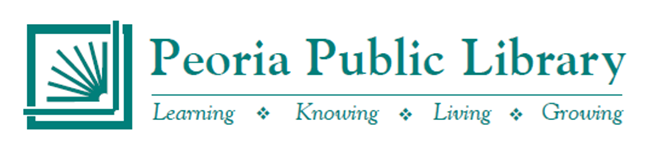 Peoria Public Library
Learning ❖ Knowing ❖ Living ❖ Growing